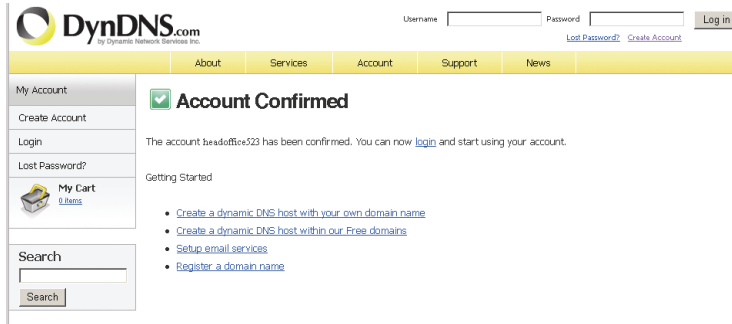 DynDNS.com
by Dynamic Network Services Inc.
Username
Password
Log in
Lost Password? Create Account
About Services Account Support News
My Account
Create Account
Login
Lost Password?
My Cart
0 items
Search
Search
Account Confirmed
The account headoffice523 has been confirmed. You can now login and start using your account.
Getting Started
Create a dynamic DNS host with your own domain name
Create a dynamic DNS host within our Free domains
Setup email services
Register a domain name